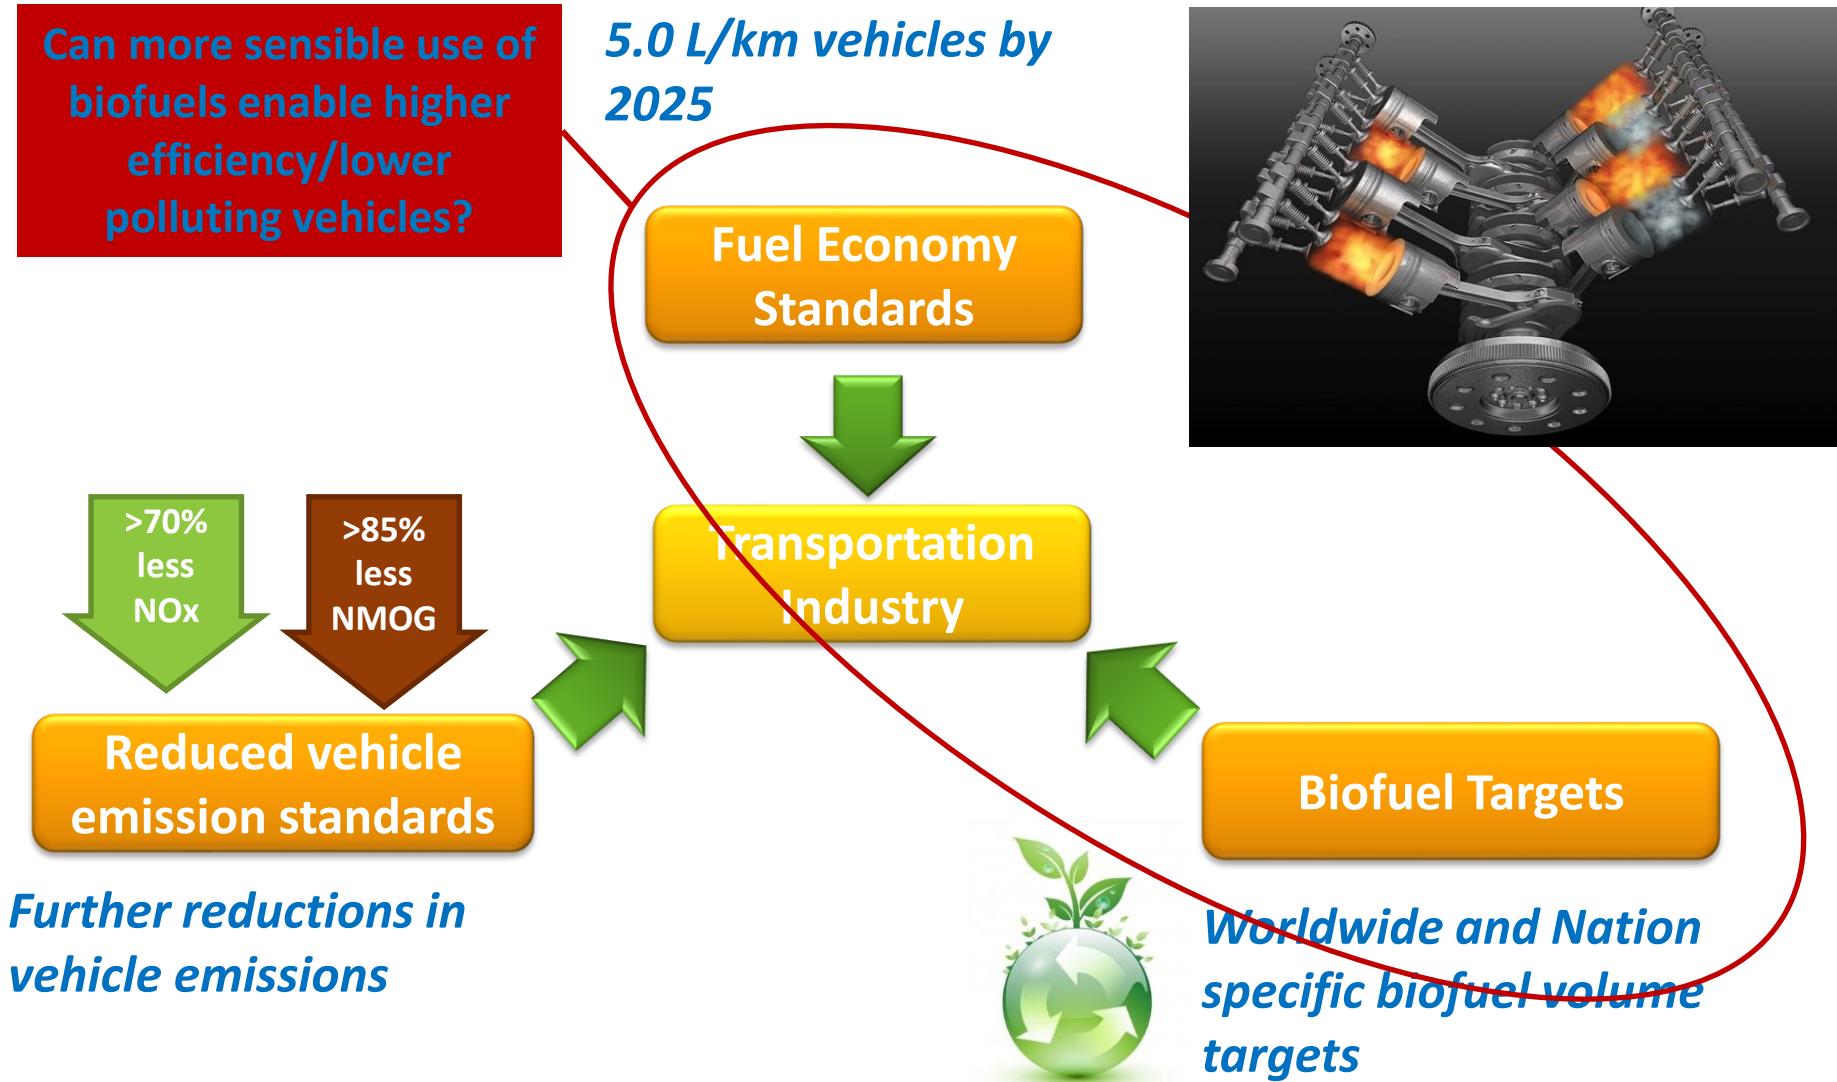 Can more sensible use of
biofuels enable higher
efficiency/lower
polluting vehicles?
5.0 L/km vehicles by
2025
Fuel Economy
Standards
>70%
less
NOx
>85%
less
NMOG
Transportation
Industry
Reduced vehicle
emission standards
Biofuel Targets
Further reductions in
vehicle emissions
Worldwide and Nation
specific biofuel volume
targets